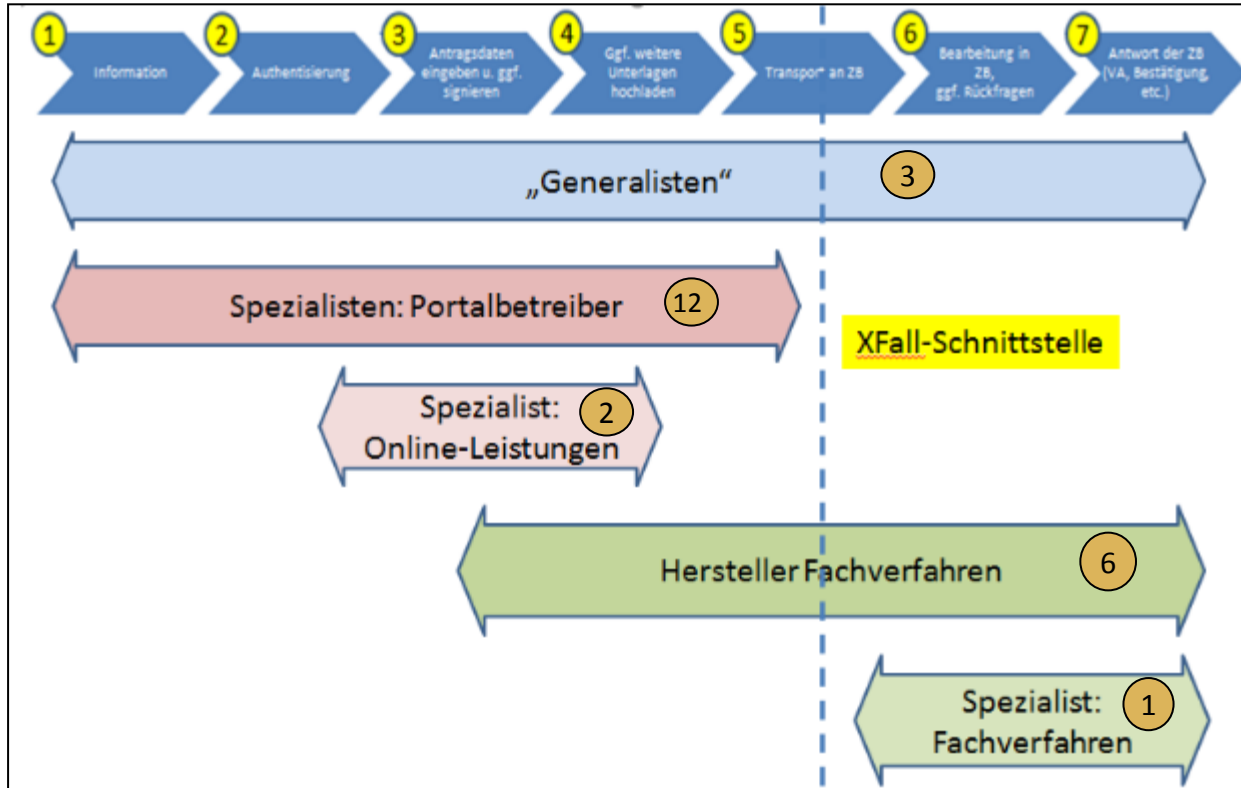 1
Information
2
Authentisierung
3
Antragsdaten
eingeben u. ggf.
signieren
4
Ggf. weitere
Unterlagen
hochladen
5
Transport an ZB
6
Bearbeitung in
ZB,
ggf. Rückfragen
7
Antwort der ZB
(VA, Bestätigung,
etc.)
„Generalisten“
3
Spezialisten: Portalbetreiber
12
XFall-Schnittstelle
Spezialist:
Online-Leistungen
2
Hersteller Fachverfahren
6
Spezialist:
Fachverfahren
1